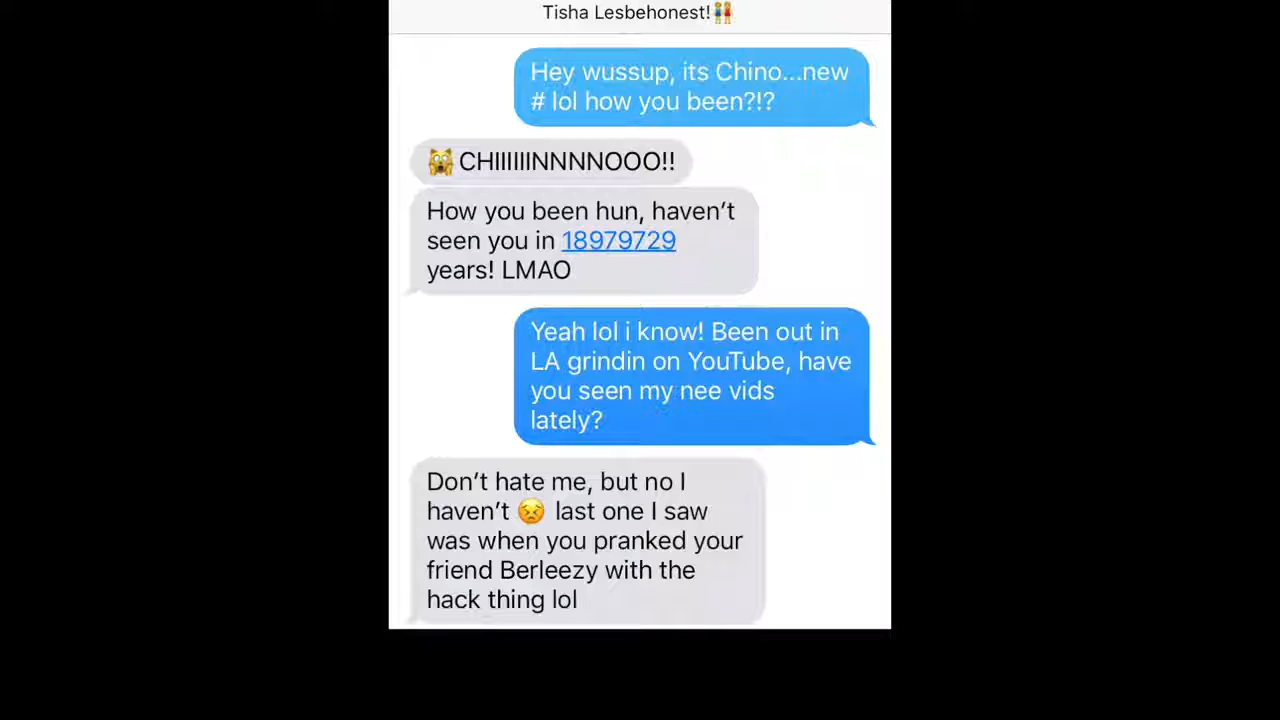 Tisha Lesbehonest!👭
Hey wussup, its Chino...new
# lol how you been?!?
🙀CHIIIIIINNNNOOO!!
How you been hun, haven't
seen you in 18979729
years! LMAO
Yeah lol i know! Been out in
LA grindin on YouTube, have
you seen my nee vids
lately?
Don't hate me, but no I
haven't 😣 last one I saw
was when you pranked your
friend Berleezy with the
hack thing lol